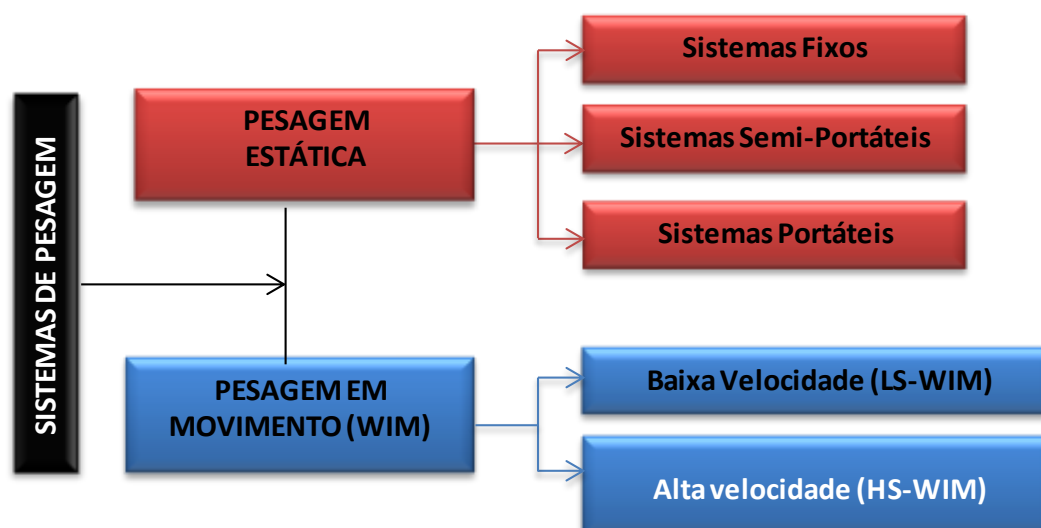 SISTEMAS DE PESAGEM
PESAGEM
ESTÁTICA
Sistemas Fixos
Sistemas Semi-Portáteis
Sistemas Portáteis
PESAGEM EM
MOVIMENTO (WIM)
Baixa Velocidade (LS-WIM)
Alta velocidade (HS-WIM)